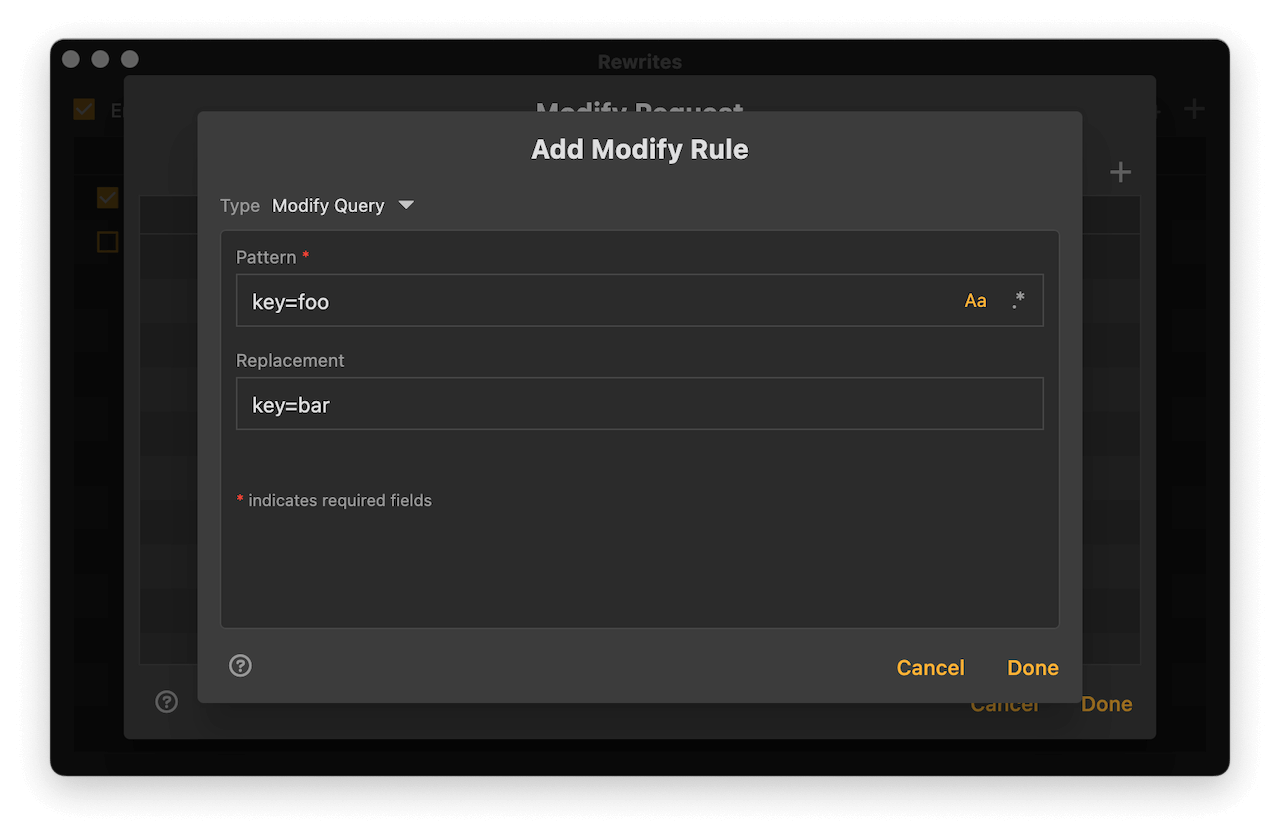 Rewrites
E
Modify Request
Add Modify Rule
Type Modify Query
Pattern *
key=foo Aa .*
Replacement
key=bar
* indicates required fields
Cancel Done
Cancel Done